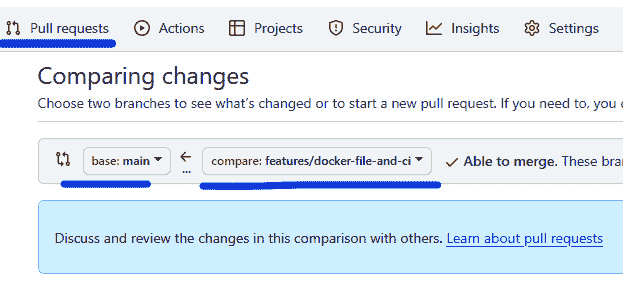 Pull requests Actions Projects Security Insights Settings
Comparing changes
Choose two branches to see what's changed or to start a new pull request. If you need to, you
base: main ← compare: features/docker-file-and-ci ✓ Able to merge. These bran
...
Discuss and review the changes in this comparison with others. Learn about pull requests